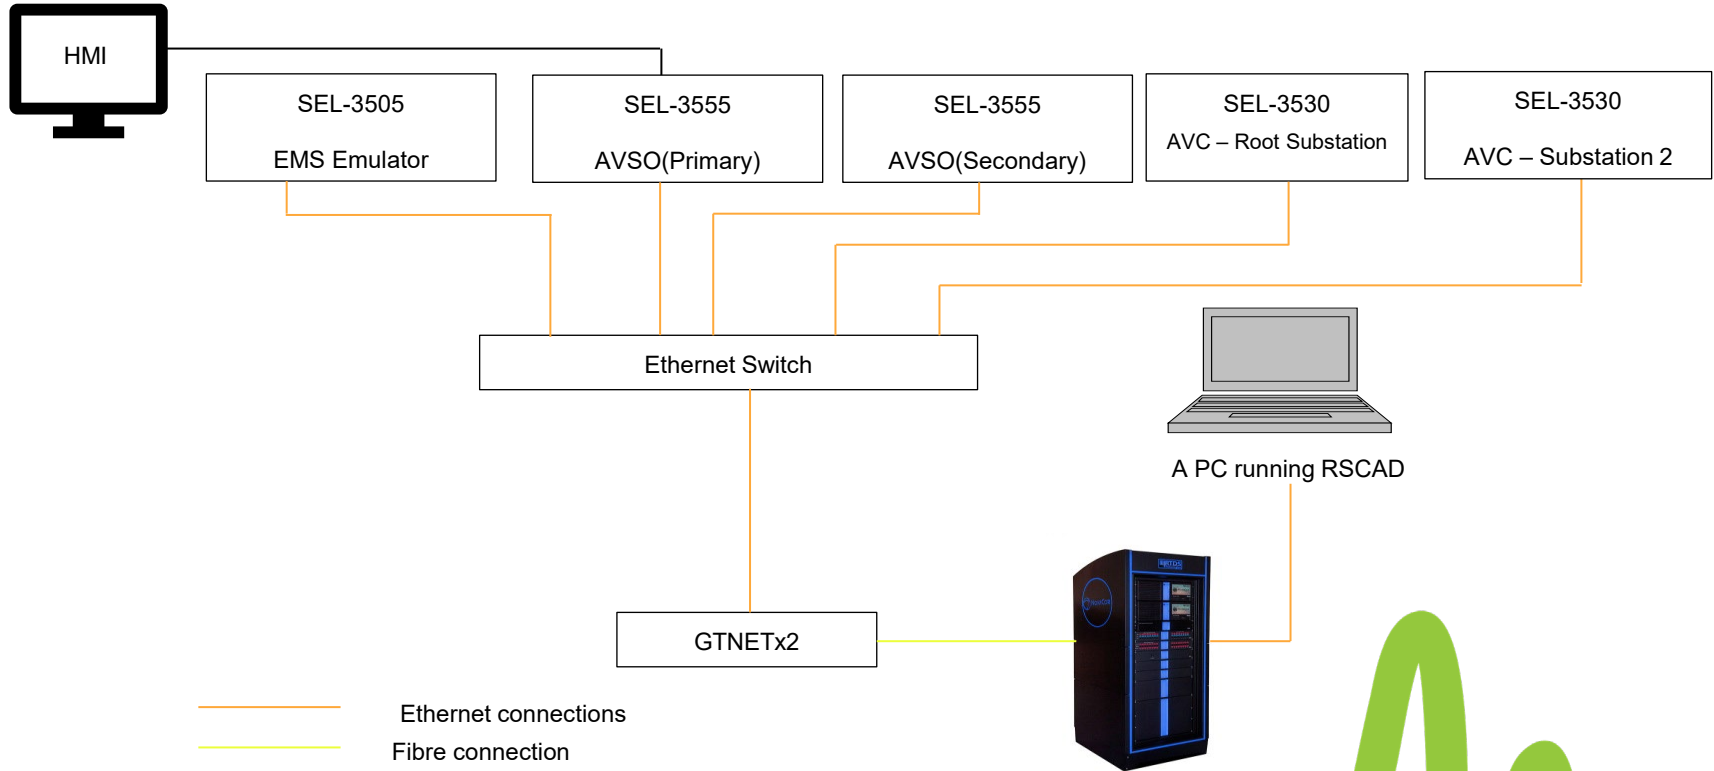 HMI
SEL-3505
EMS Emulator
SEL-3555
AVSO(Primary)
SEL-3555
AVSO(Secondary)
SEL-3530
AVC – Root Substation
SEL-3530
AVC – Substation 2
Ethernet Switch
A PC running RSCAD
GTNETx2
RTDS
Ethernet connections
Fibre connection